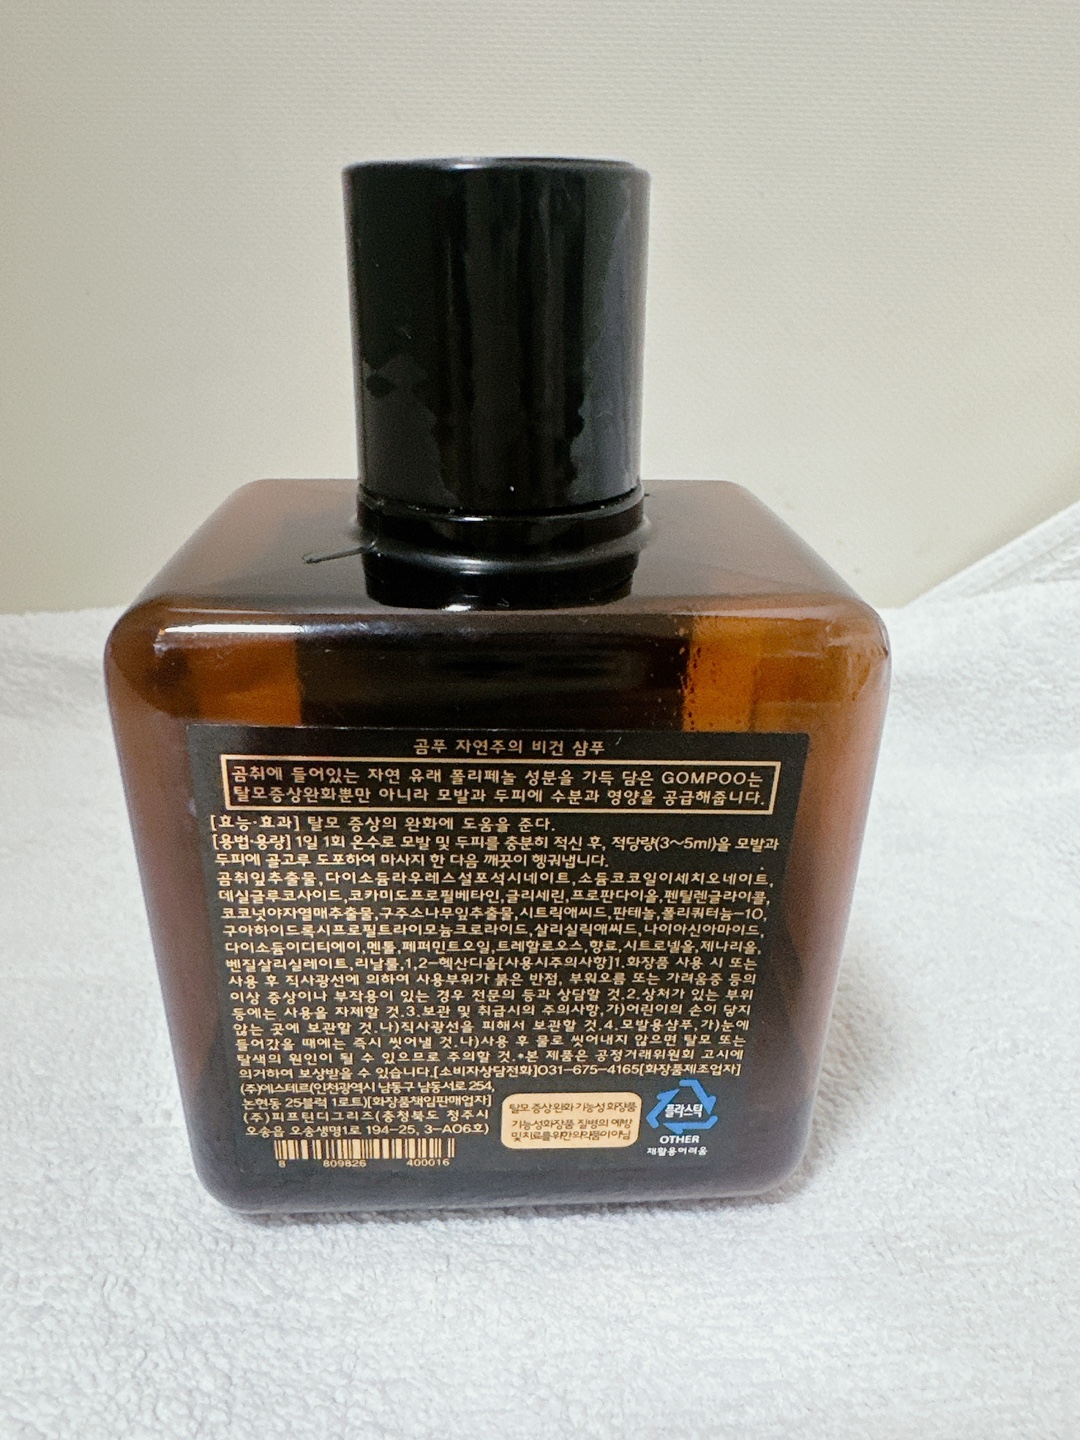 곰푸 자연주의 비건 샴푸
곰취에 들어있는 자연 유래 폴리페놀 성분을 가득 담은 GOMPOO는
탈모증상완화뿐만 아니라 모발과 두피에 수분과 영양을 공급해줍니다.
[효능·효과] 탈모 증상의 완화에 도움을 준다.
[용법·용량] 1일 1회 온수로 모발 및 두피를 충분히 적신 후, 적당량(3~5ml)을 모발과
두피에 골고루 도포하여 마사지 한 다음 깨끗이 헹궈냅니다.
곰취잎추출물,다이소듐라우레스설포석시네이트,소듐코코일이세치오네이트,
데실글루코사이드,코카미도프로필베타인,글리세린,프로판다이올,펜틸렌글라이콜,
코코넛야자열매추출물,구주소나무잎추출물,시트릭애씨드,판테놀,폴리쿼터늄-10,
구아하이드록시프로필트라이모늄크로라이드,살리실릭애씨드,나이아신아마이드,
다이소듐이디티에이,멘톨,페퍼민트오일,트레할로오스,향료,시트로넬올,제나리올,
벤질살리실레이트,리날룰,1,2-헥산디올[사용시주의사항]1.화장품 사용 시 또는
사용 후 직사광선에 의하여 사용부위가 붉은 반점, 부워오름 또는 가려움증 등의
이상 증상이나 부작용이 있는 경우 전문의 등과 상담할 것.2.상처가 있는 부위
등에는 사용을 자제할 것.3.보관 및 취급시의 주의사항,가)어린이의 손이 닿지
않는 곳에 보관할 것.나)직사광선을 피해서 보관할 것.4.모발용샴푸,가)눈에
들어갔을 때에는 즉시 씻어낼 것.나)사용 후 물로 씻어내지 않으면 탈모 또는
탈색의 원인이 될 수 있으므로 주의할 것.*본 제품은 공정거래위원회 고시에
의거하여 보상받을 수 있습니다.[소비자상담전화]031-675-4165[화장품제조업자]
(주)에스테르(인천광역시 남동구 남동서로 254,
논현동 25블럭 1로트)[화장품책임판매업자]
(주)피프틴디그리즈(충청북도 청주시
오송읍 오송생명1로 194-25, 3-A06호)
8 809826 400016
탈모 증상완화 기능성화장품
기능성화장품 질병의 예방
및 치료를위한의약품이 아님
플라스틱
OTHER
재활용어려움